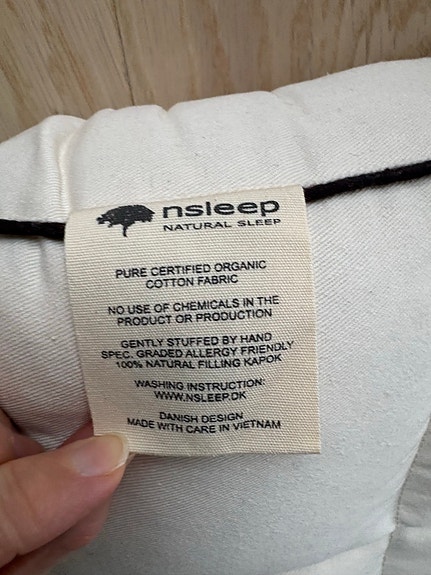 nsleep
NATURAL SLEEP
PURE CERTIFIED ORGANIC
COTTON FABRIC
NO USE OF CHEMICALS IN THE
PRODUCT OR PRODUCTION
GENTLY STUFFED BY HAND
SPEC. GRADED ALLERGY FRIENDLY
100% NATURAL FILLING KAPOK
WASHING INSTRUCTION:
WWW.NSLEEP.DK
DANISH DESIGN
MADE WITH CARE IN VIETNAM